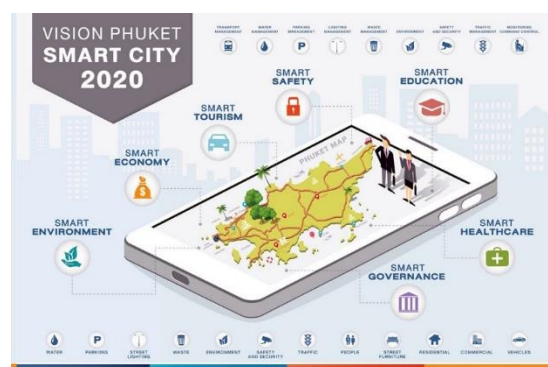 VISION PHUKET
SMART CITY
2020
TRANSPORT
MANAGEMENT
WATER
MANAGEMENT
PARKING
MANAGEMENT
LIGHTING
MANAGEMENT
WASTE
MANAGEMENT
ENVIRONMENT
SAFETY
AND SECURITY
TRAFFIC
MANAGEMENT
MONITORING
COMMAND CONTROL
P
SMART
SAFETY
SMART
EDUCATION
SMART
TOURISM
SMART
ECONOMY
PHUKET MAP
SMART
ENVIRONMENT
SMART
HEALTHCARE
SMART
GOVERNANCE
P
WATER
PARKING
STREET
LIGHTING
WASTE
ENVIRONMENT
SAFETY
AND SECURITY
TRAFFIC
PEOPLE
STREET
FURNITURE
RESIDENTIAL
COMMERCIAL
VEHICLES